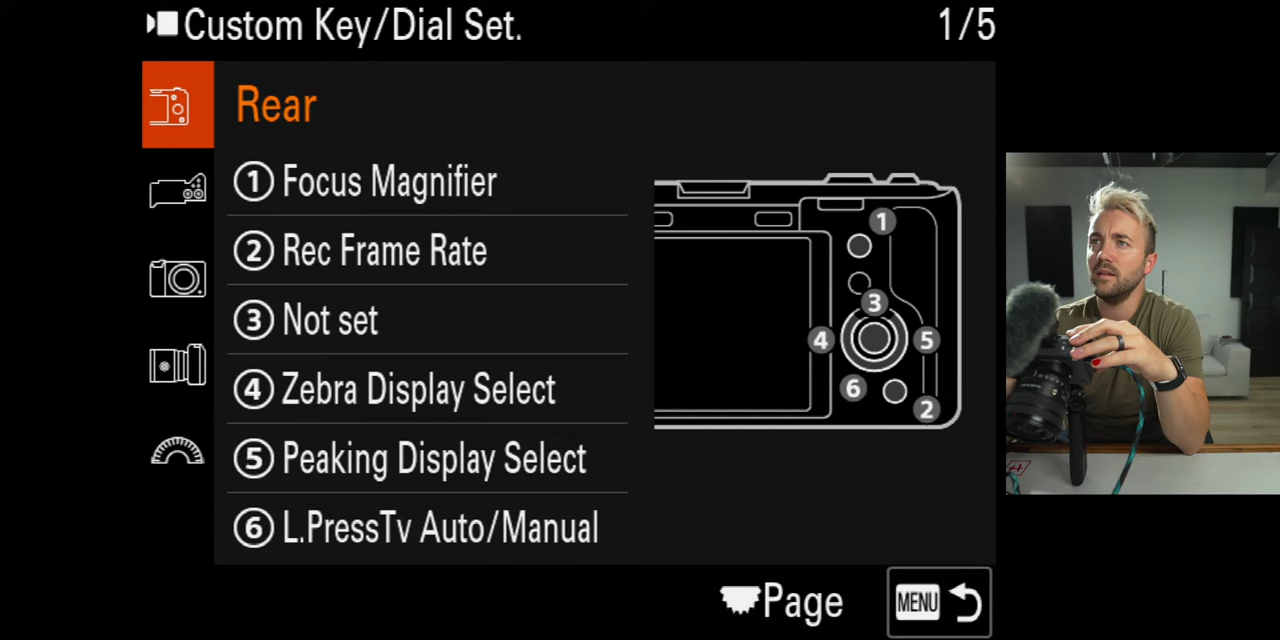 Custom Key/Dial Set. 1/5
Rear
① Focus Magnifier
② Rec Frame Rate
③ Not set
④ Zebra Display Select
⑤ Peaking Display Select
⑥ L.PressTv Auto/Manual
1
3
4 5
6
2
Page MENU